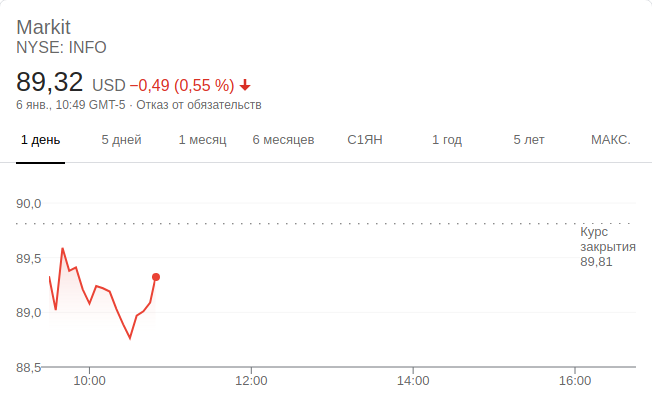 Markit
NYSE: INFO
89,32 USD −0,49 (0,55 %)
6 янв., 10:49 GMT-5 · Отказ от обязательств
1 день 5 дней 1 месяц 6 месяцев С1ЯН 1 год 5 лет МАКС.
90,0
Курс
закрытия
89,81
89,5
89,0
88,5
10:00 12:00 14:00 16:00